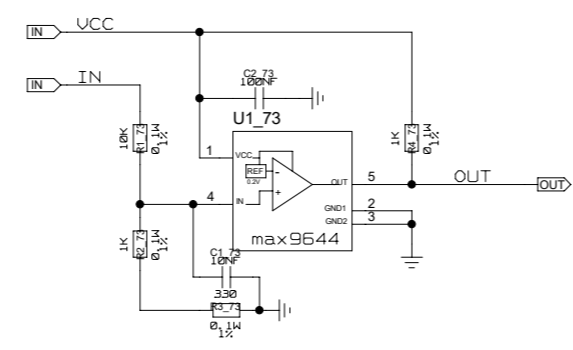 IN
VCC
IN
IN
C2_73
100NF
U1_73
10K
R1_73
0,1W
1%
1K
R4_73
0,1W
1%
1
VCC
REF
0.2V
-
+
OUT
5
OUT
OUT
4
IN
GND1
2
GND2
3
max9644
1K
R2_73
0,1W
1%
C1_73
10NF
330
R3_73
0,1W
1%